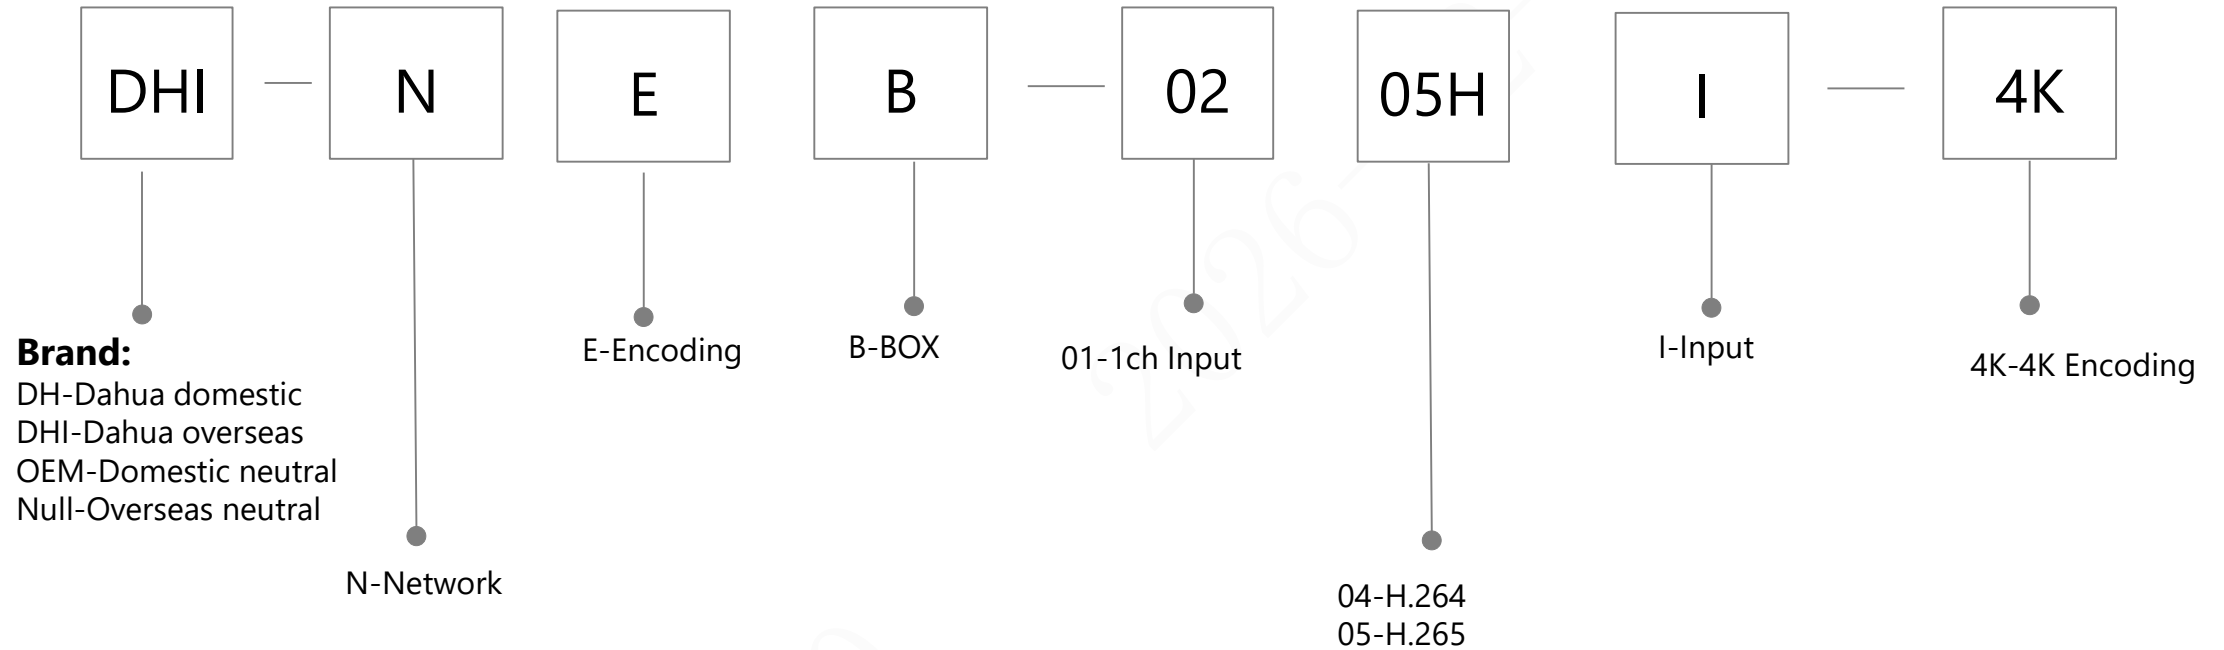 DHI — N E B — 02 05H I — 4K
Brand:
DH-Dahua domestic
DHI-Dahua overseas
OEM-Domestic neutral
Null-Overseas neutral
N-Network
E-Encoding
B-BOX
01-1ch Input
04-H.264
05-H.265
I-Input
4K-4K Encoding
2026-